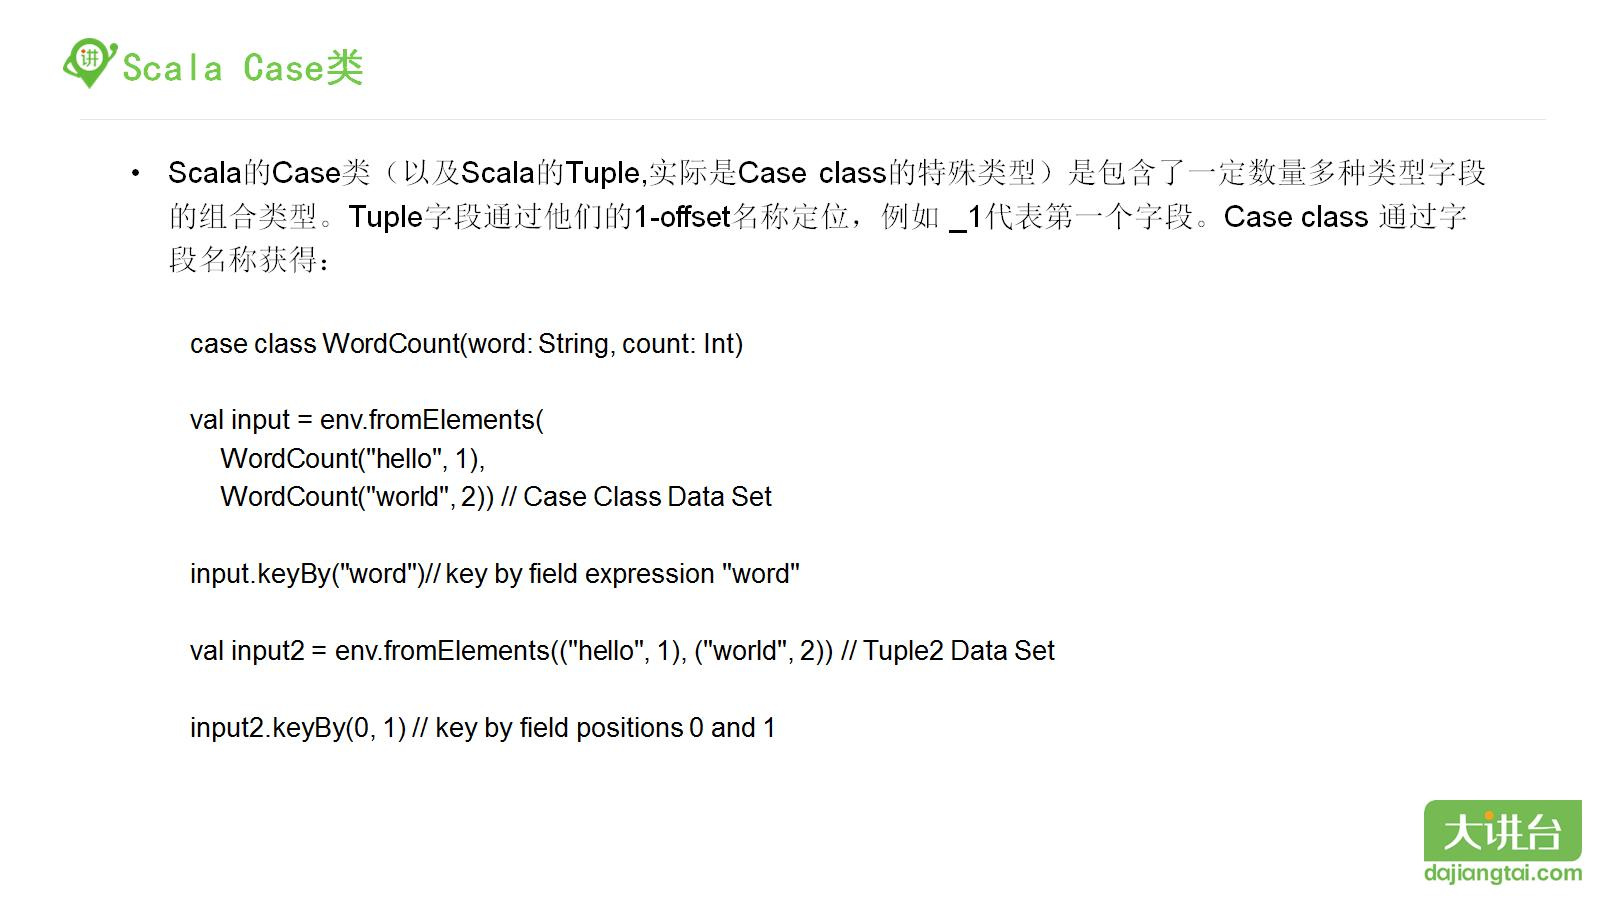 讲
Scala Case类
• Scala的Case类（以及Scala的Tuple,实际是Case class的特殊类型）是包含了一定数量多种类型字段
的组合类型。Tuple字段通过他们的1-offset名称定位，例如 _1代表第一个字段。Case class 通过字
段名称获得：
case class WordCount(word: String, count: Int)
val input = env.fromElements(
WordCount("hello", 1),
WordCount("world", 2)) // Case Class Data Set
input.keyBy("word")// key by field expression "word"
val input2 = env.fromElements(("hello", 1), ("world", 2)) // Tuple2 Data Set
input2.keyBy(0, 1) // key by field positions 0 and 1
大讲台
dajiangtai.com